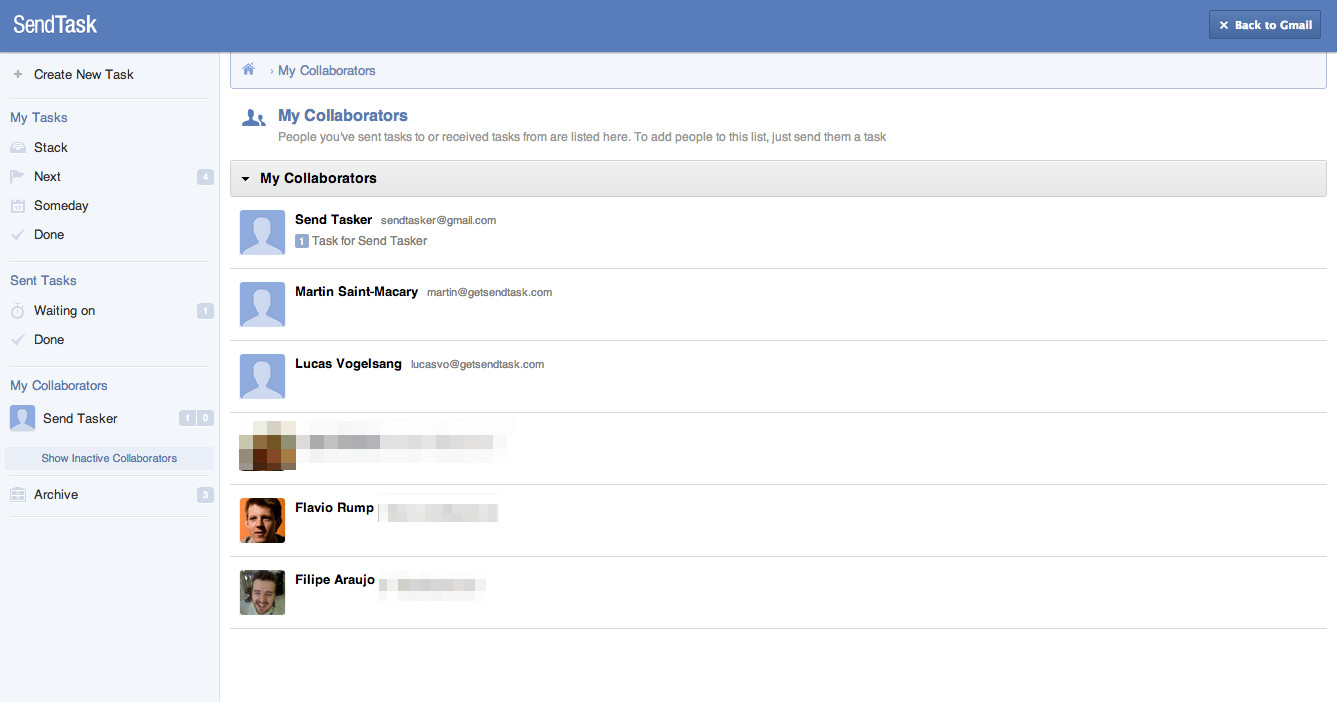 SendTask
× Back to Gmail
+ Create New Task
My Tasks
Stack
Next 4
Someday
Done
Sent Tasks
Waiting on 1
Done
My Collaborators
Send Tasker 1 0
Show Inactive Collaborators
Archive 3
› My Collaborators
My Collaborators
People you've sent tasks to or received tasks from are listed here. To add people to this list, just send them a task
My Collaborators
Send Tasker sendtasker@gmail.com
1 Task for Send Tasker
Martin Saint-Macary martin@getsendtask.com
Lucas Vogelsang lucasvo@getsendtask.com
Flavio Rump
Filipe Araujo